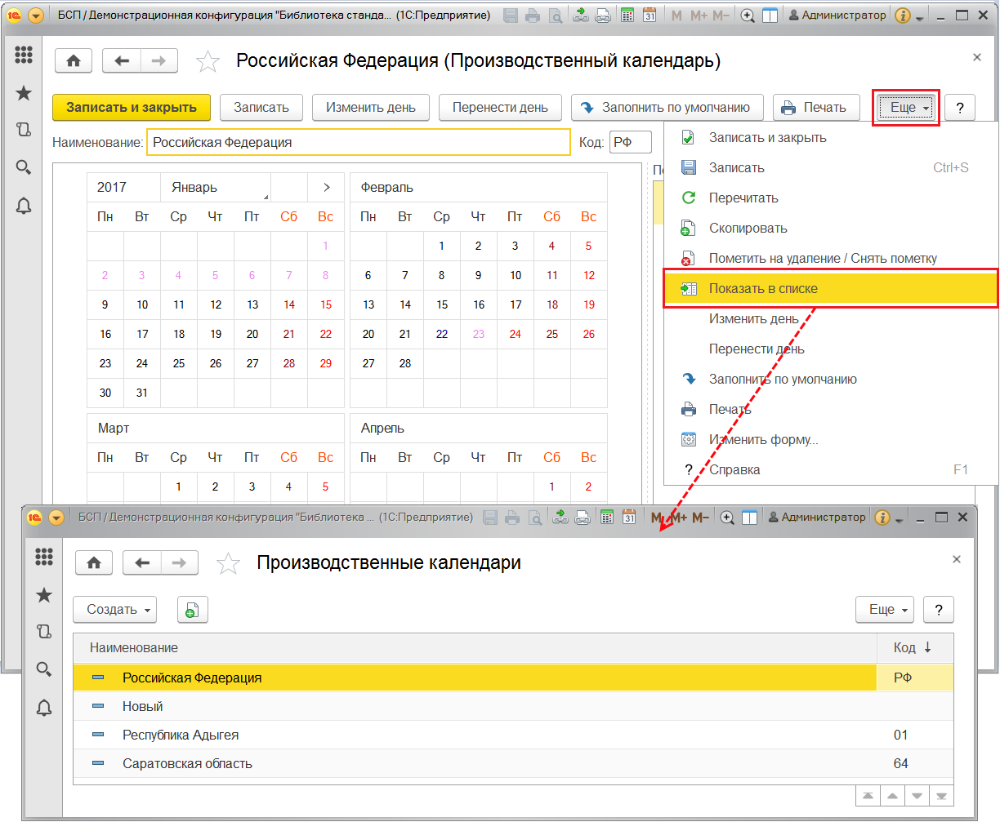 БСП / Демонстрационная конфигурация "Библиотека станда... (1С:Предприятие) M M+ M− Администратор
Российская Федерация (Производственный календарь)
Записать и закрыть Записать Изменить день Перенести день Заполнить по умолчанию Печать Еще ?
Наименование: Российская Федерация Код: РФ
2017 Январь > Февраль
Пн Вт Ср Чт Пт Сб Вс Пн Вт Ср Чт Пт Сб Вс
1 1 2 3 4 5
2 3 4 5 6 7 8 6 7 8 9 10 11 12
9 10 11 12 13 14 15 13 14 15 16 17 18 19
16 17 18 19 20 21 22 20 21 22 23 24 25 26
23 24 25 26 27 28 29 27 28
30 31
Март Апрель
Пн Вт Ср Чт Пт Сб Вс Пн Вт Ср Чт Пт Сб Вс
1 2 3 4 5 1 2
Записать и закрыть
Записать Ctrl+S
Перечитать
Скопировать
Пометить на удаление / Снять пометку
Показать в списке
Изменить день
Перенести день
Заполнить по умолчанию
Печать
Изменить форму...
? Справка F1
БСП / Демонстрационная конфигурация "Библиотека ... (1С:Предприятие) 31 M M+ M− Администратор
Производственные календари
Создать Еще ?
Наименование Код ↓
Российская Федерация РФ
Новый
Республика Адыгея 01
Саратовская область 64